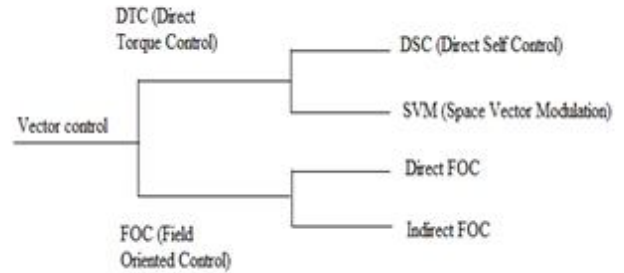 DTC (Direct
Torque Control)
DSC (Direct Self Control)
SVM (Space Vector Modulation)
Vector control
Direct FOC
Indirect FOC
FOC (Field
Oriented Control)